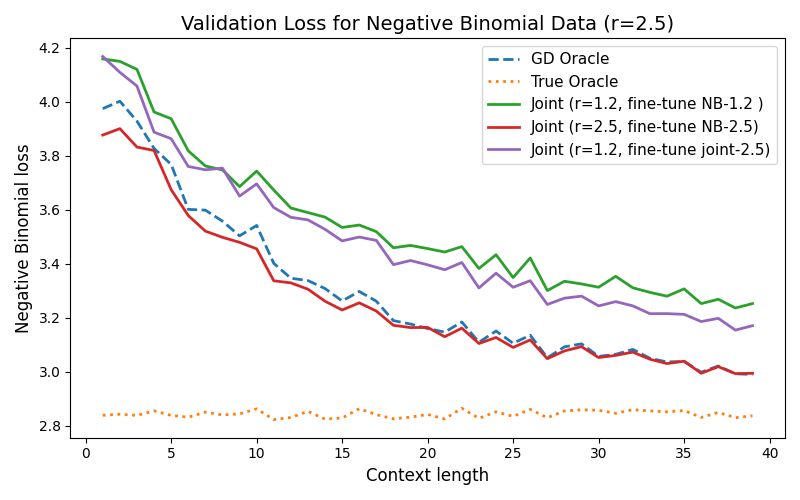 Validation Loss for Negative Binomial Data (r=2.5)
4.2
4.0
3.8
3.6
3.4
3.2
3.0
2.8
Negative Binomial loss
GD Oracle
True Oracle
Joint (r=1.2, fine-tune NB-1.2 )
Joint (r=2.5, fine-tune NB-2.5)
Joint (r=1.2, fine-tune joint-2.5)
0 5 10 15 20 25 30 35 40
Context length